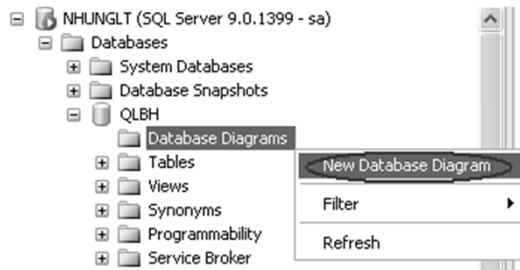 NHUNGLT (SQL Server 9.0.1399 - sa)
Databases
System Databases
Database Snapshots
QLBH
Database Diagrams
New Database Diagram
Tables
Views
Filter
Synonyms
Programmability
Refresh
Service Broker